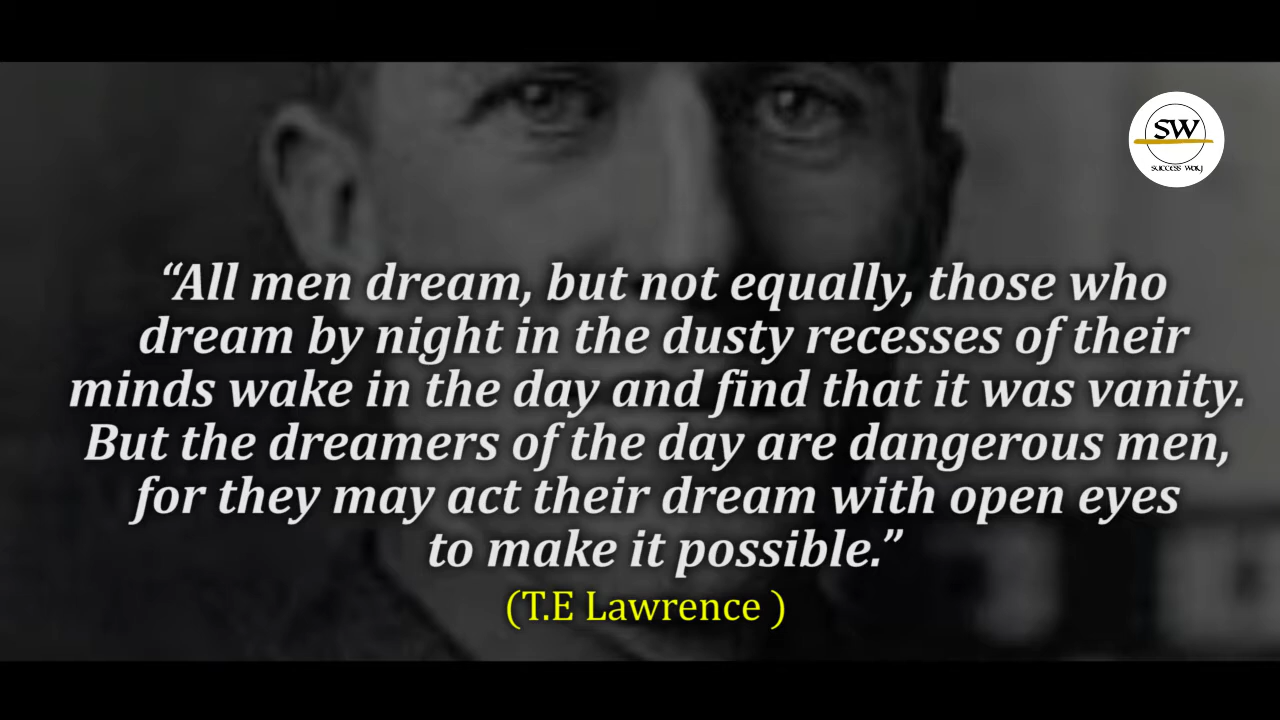 SW
SUCCESS WAY
“All men dream, but not equally, those who
dream by night in the dusty recesses of their
minds wake in the day and find that it was vanity.
But the dreamers of the day are dangerous men,
for they may act their dream with open eyes
to make it possible.”
(T.E Lawrence )